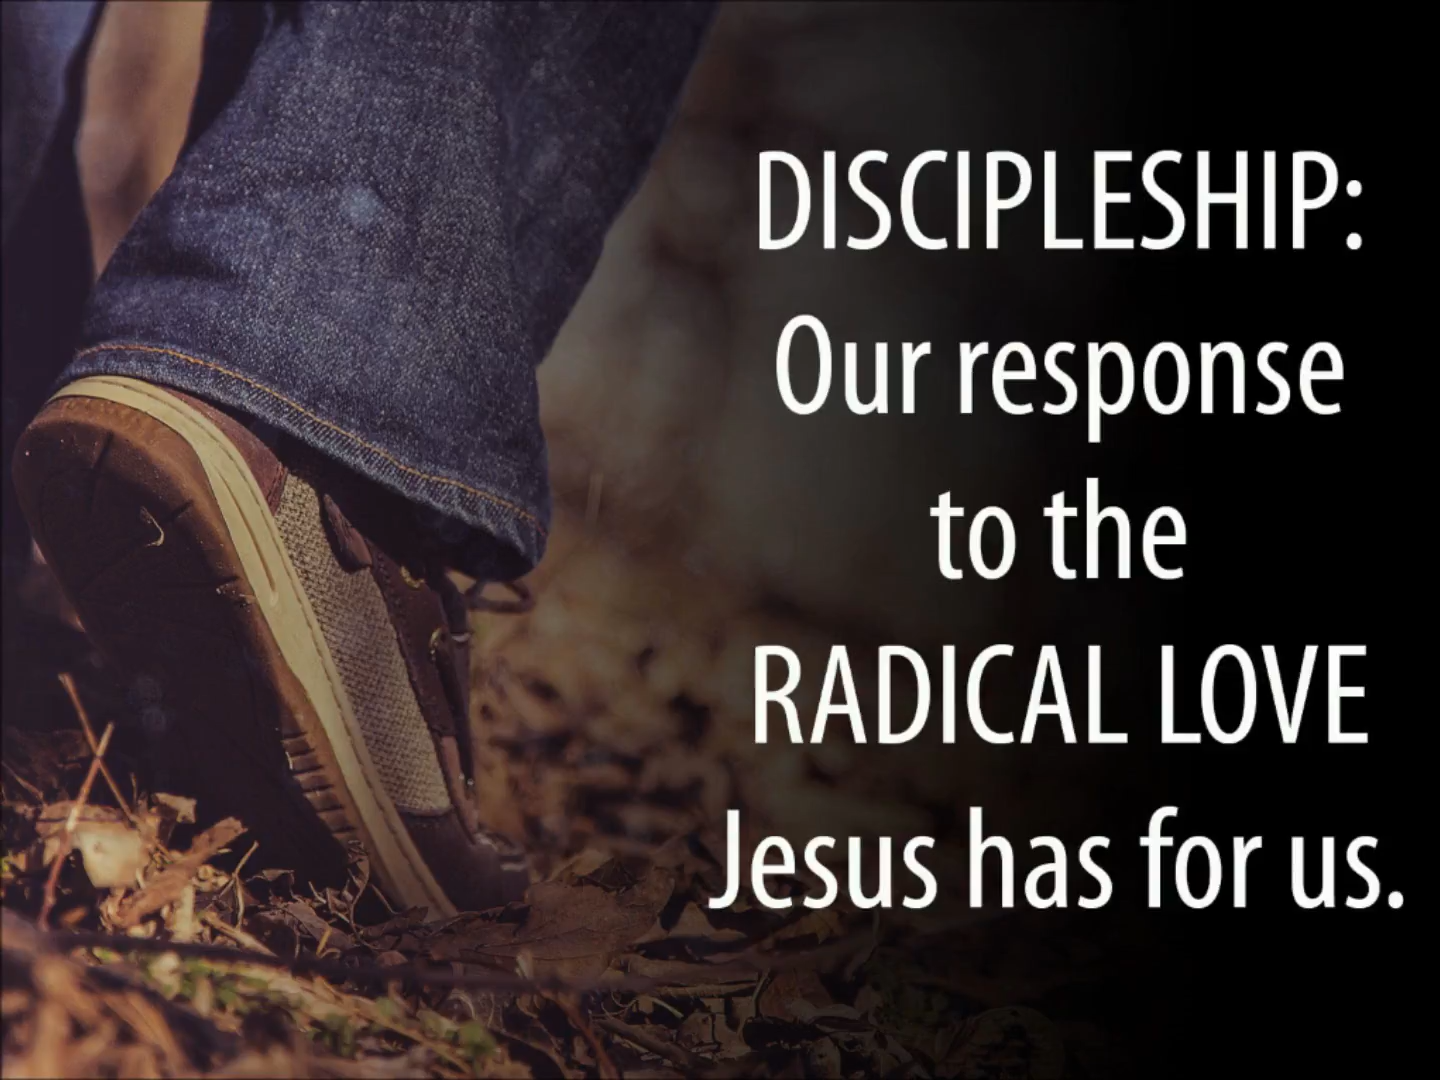 DISCIPLESHIP:
Our response
to the
RADICAL LOVE
Jesus has for us.